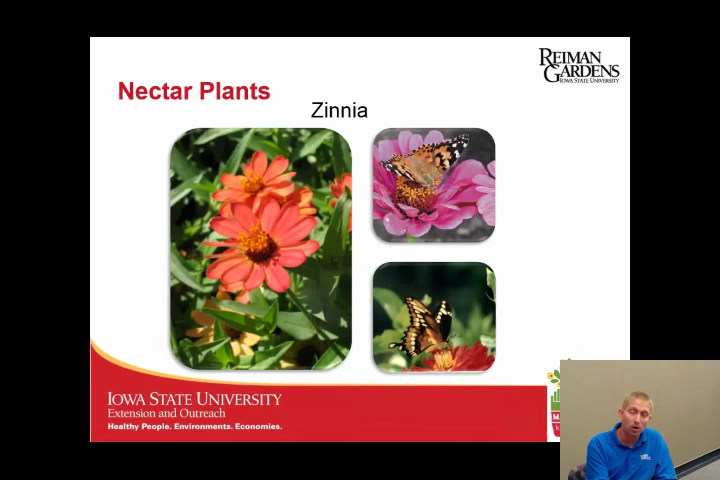 REIMAN
GARDENS
IOWA STATE UNIVERSITY
Nectar Plants
Zinnia
IOWA STATE UNIVERSITY
Extension and Outreach
Healthy People. Environments. Economies.